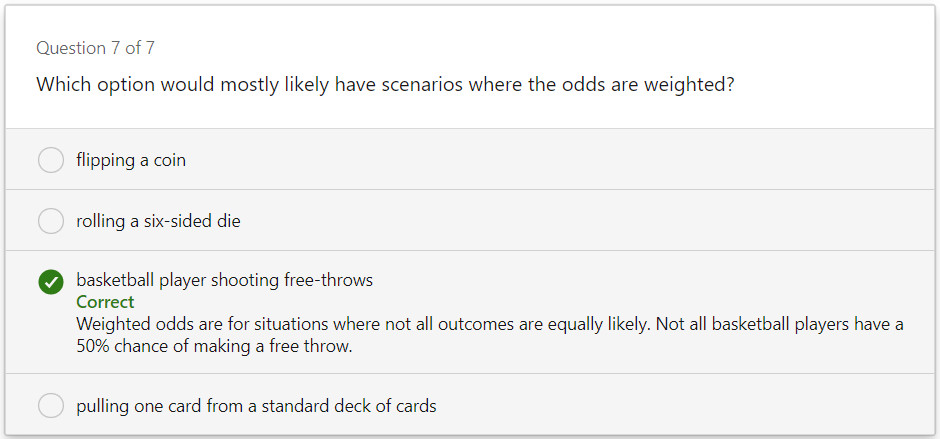 Question 7 of 7
Which option would mostly likely have scenarios where the odds are weighted?
flipping a coin
rolling a six-sided die
basketball player shooting free-throws
Correct
Weighted odds are for situations where not all outcomes are equally likely. Not all basketball players have a
50% chance of making a free throw.
pulling one card from a standard deck of cards